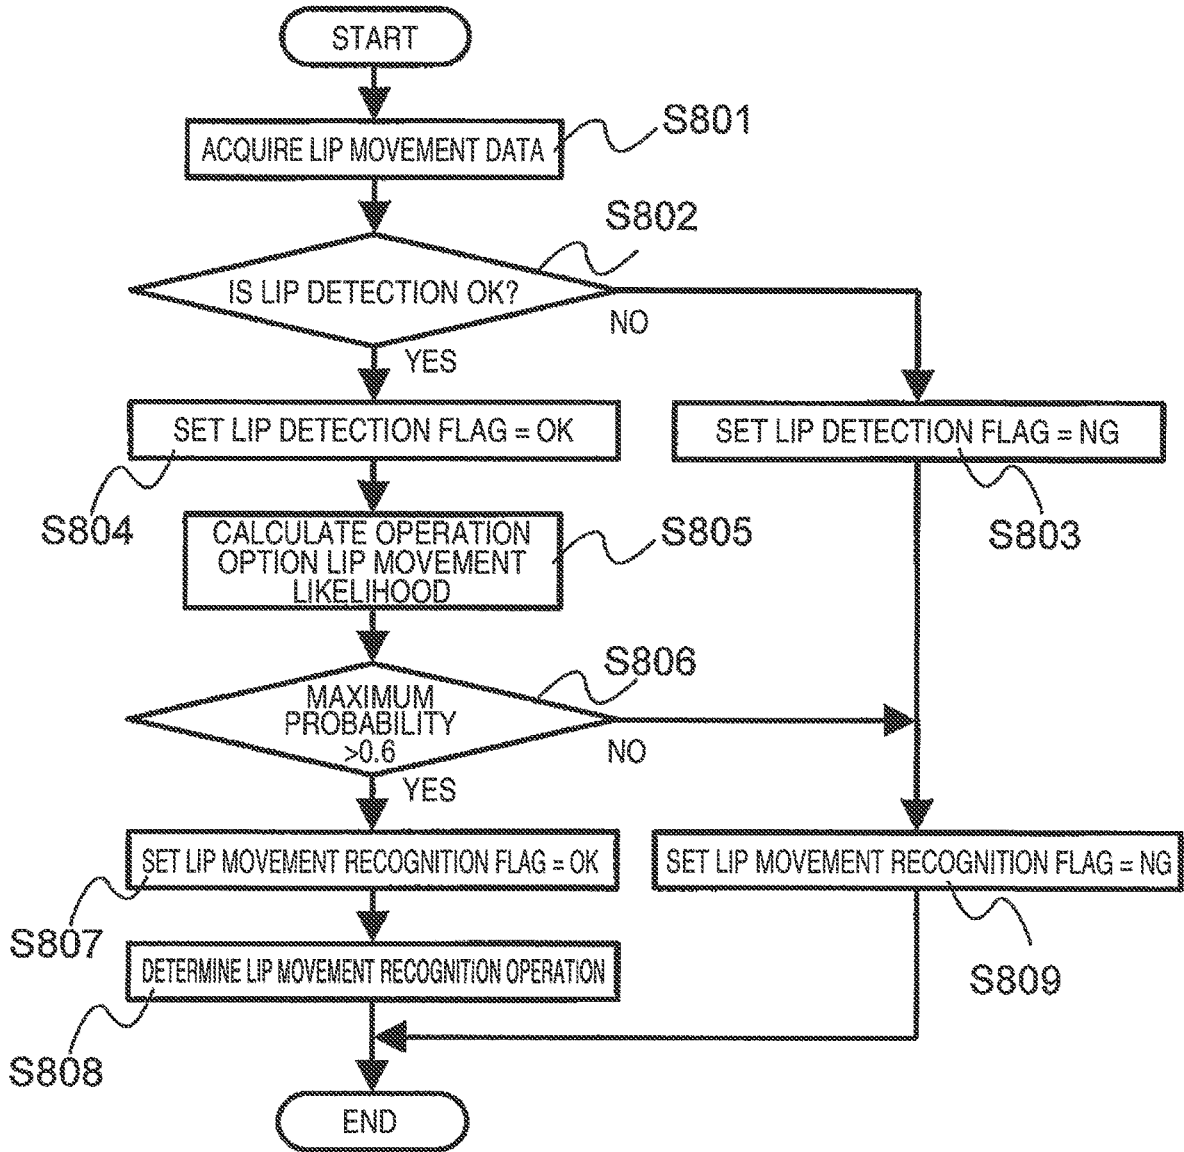 START
ACQUIRE LIP MOVEMENT DATA
S801
S802
IS LIP DETECTION OK?
NO
YES
SET LIP DETECTION FLAG = OK
SET LIP DETECTION FLAG = NG
S804
S803
CALCULATE OPERATION
OPTION LIP MOVEMENT
LIKELIHOOD
S805
S806
MAXIMUM
PROBABILITY
>0.6
NO
YES
SET LIP MOVEMENT RECOGNITION FLAG = OK
SET LIP MOVEMENT RECOGNITION FLAG = NG
S807
S809
DETERMINE LIP MOVEMENT RECOGNITION OPERATION
S808
END